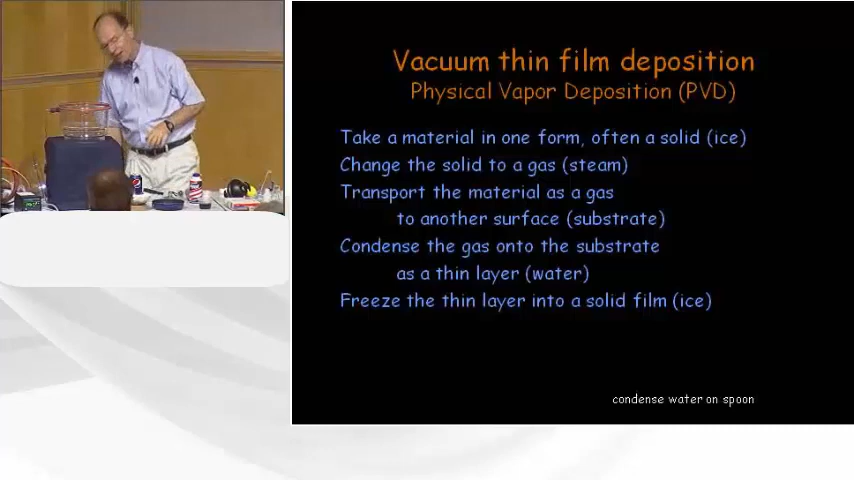 Vacuum thin film deposition
Physical Vapor Deposition (PVD)
Take a material in one form, often a solid (ice)
Change the solid to a gas (steam)
Transport the material as a gas
to another surface (substrate)
Condense the gas onto the substrate
as a thin layer (water)
Freeze the thin layer into a solid film (ice)
condense water on spoon